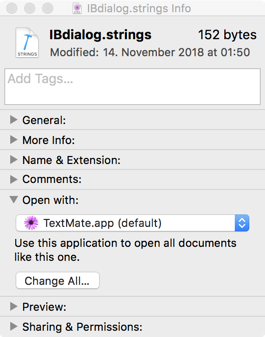 IBdialog.strings Info
IBdialog.strings 152 bytes
Modified: 14. November 2018 at 01:50
STRINGS
Add Tags...
General:
More Info:
Name & Extension:
Comments:
Open with:
TextMate.app (default)
Use this application to open all documents
like this one.
Change All...
Preview:
Sharing & Permissions: